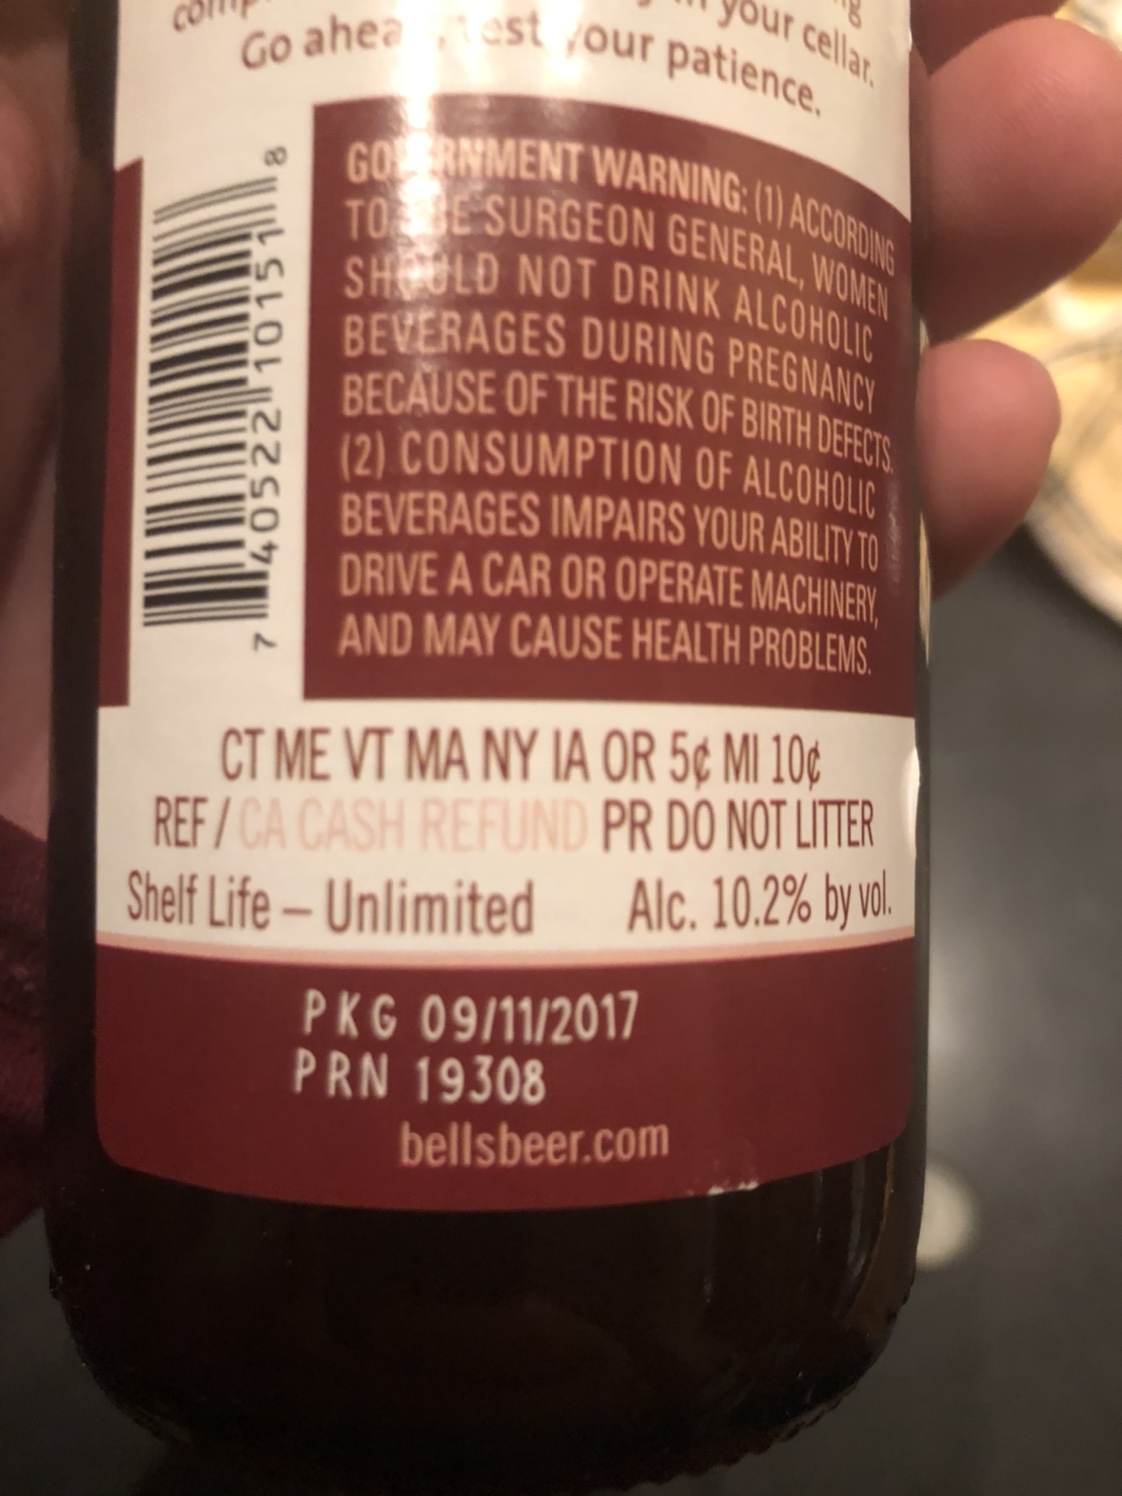 your cellar.
Go ahead, test your patience.
GOVERNMENT WARNING: (1) ACCORDING
TO THE SURGEON GENERAL, WOMEN
SHOULD NOT DRINK ALCOHOLIC
BEVERAGES DURING PREGNANCY
BECAUSE OF THE RISK OF BIRTH DEFECTS.
(2) CONSUMPTION OF ALCOHOLIC
BEVERAGES IMPAIRS YOUR ABILITY TO
DRIVE A CAR OR OPERATE MACHINERY,
AND MAY CAUSE HEALTH PROBLEMS.
7 40522 10151 8
CT ME VT MA NY IA OR 5¢ MI 10¢
REF / CA CASH REFUND PR DO NOT LITTER
Shelf Life – Unlimited Alc. 10.2% by vol.
PKG 09/11/2017
PRN 19308
bellsbeer.com